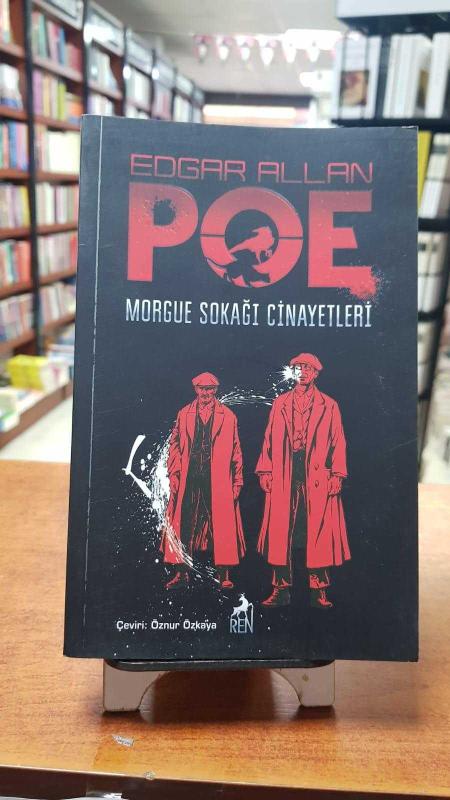 EDGAR ALLAN
POE
MORGUE SOKAĞI CİNAYETLERİ
Çeviri: Öznur Özkaya
REN